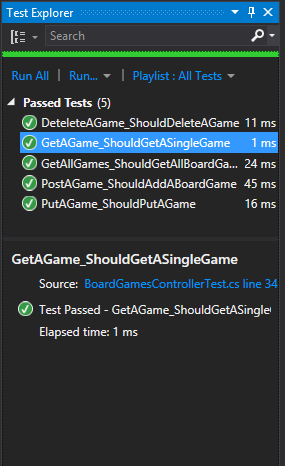 Test Explorer
Search
Run All | Run... | Playlist : All Tests
Passed Tests (5)
DeteleteAGame_ShouldDeleteAGame 11 ms
GetAGame_ShouldGetASingleGame 1 ms
GetAllGames_ShouldGetAllBoardGa... 24 ms
PostAGame_ShouldAddABoardGame 45 ms
PutAGame_ShouldPutAGame 16 ms
GetAGame_ShouldGetASingleGame
Source: BoardGamesControllerTest.cs line 34
Test Passed - GetAGame_ShouldGetASingleG
Elapsed time: 1 ms